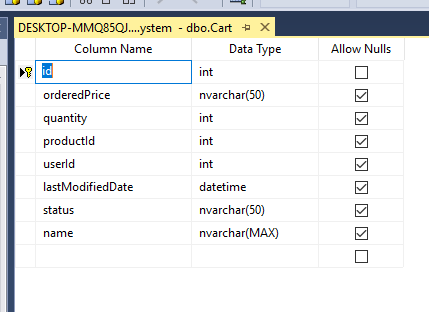 DESKTOP-MMQ85QJ....ystem - dbo.Cart
Column Name Data Type Allow Nulls
id int
orderedPrice nvarchar(50)
quantity int
productId int
userId int
lastModifiedDate datetime
status nvarchar(50)
name nvarchar(MAX)